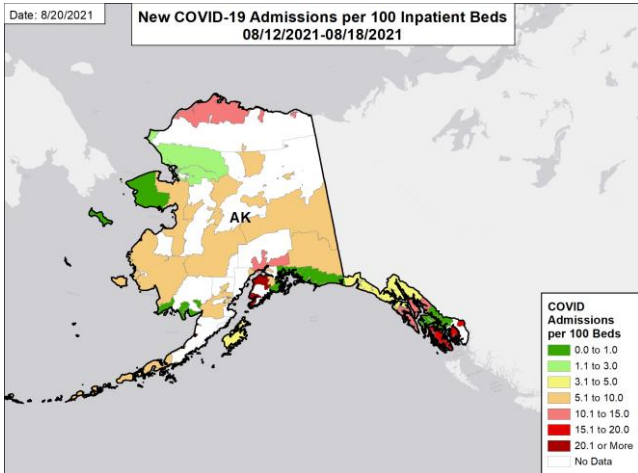 Date: 8/20/2021
New COVID-19 Admissions per 100 Inpatient Beds
08/12/2021-08/18/2021
AK
COVID
Admissions
per 100 Beds
0.0 to 1.0
1.1 to 3.0
3.1 to 5.0
5.1 to 10.0
10.1 to 15.0
15.1 to 20.0
20.1 or More
No Data